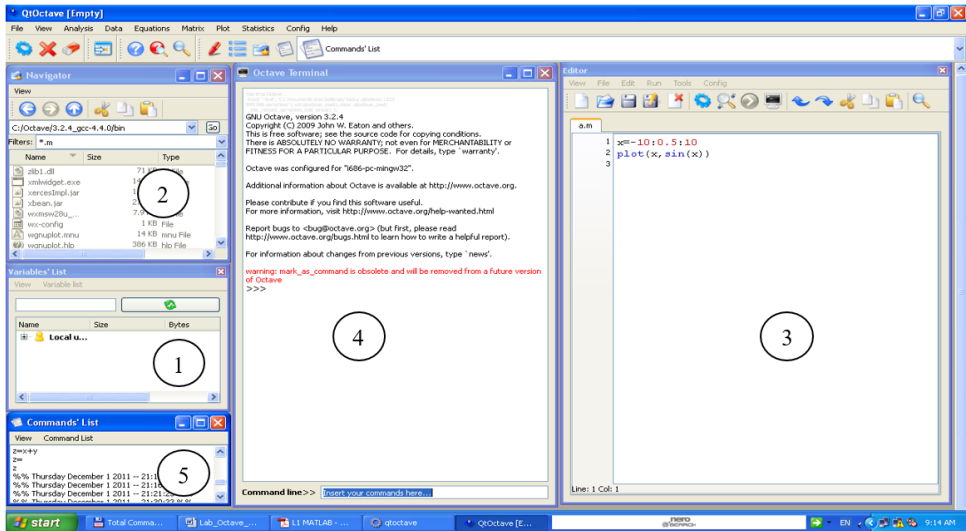 QtOctave [Empty]
File View Analysis Data Equations Matrix Plot Statistics Config Help
Commands' List
Navigator
View
C:/Octave/3.2.4_gcc-4.4.0/bin
Go
Filters: *.m
Name Size Type
zlib1.dll 71
xmlwidget.exe
xercesImpl.jar
xbean.jar
wxmsw28u_... 7.9
wx-config 1 KB File
wgnuplot.mnu 14 KB mnu File
wgnuplot.hlp 386 KB hlp File
2
Variables' List
View Variable list
Name Size Bytes
Local u...
1
Commands' List
View Command List
z=x+y
z=
z
%% Thursday December 1 2011 -- 21:1
%% Thursday December 1 2011 -- 21:16
%% Thursday December 1 2011 -- 21:21:2
%% Thursday December 1 2011 -- 21:30:33 %%
5
Octave Terminal
GNU Octave, version 3.2.4
Copyright (C) 2009 John W. Eaton and others.
This is free software; see the source code for copying conditions.
There is ABSOLUTELY NO WARRANTY; not even for MERCHANTABILITY or
FITNESS FOR A PARTICULAR PURPOSE. For details, type `warranty'.
Octave was configured for "i686-pc-mingw32".
Additional information about Octave is available at http://www.octave.org.
Please contribute if you find this software useful.
For more information, visit http://www.octave.org/help-wanted.html
Report bugs to <bug@octave.org> (but first, please read
http://www.octave.org/bugs.html to learn how to write a helpful report).
For information about changes from previous versions, type `news'.
warning: mark_as_command is obsolete and will be removed from a future version
of Octave
>>>
4
Command line>> Insert your commands here...
Editor
View File Edit Run Tools Config
a.m
1 x=-10:0.5:10
2 plot(x,sin(x))
3
3
Line: 1 Col: 1
start Total Comma... Lab_Octave_... L1 MATLAB - ... qtoctave QtOctave [E... nero SEARCH EN 9:14 AM